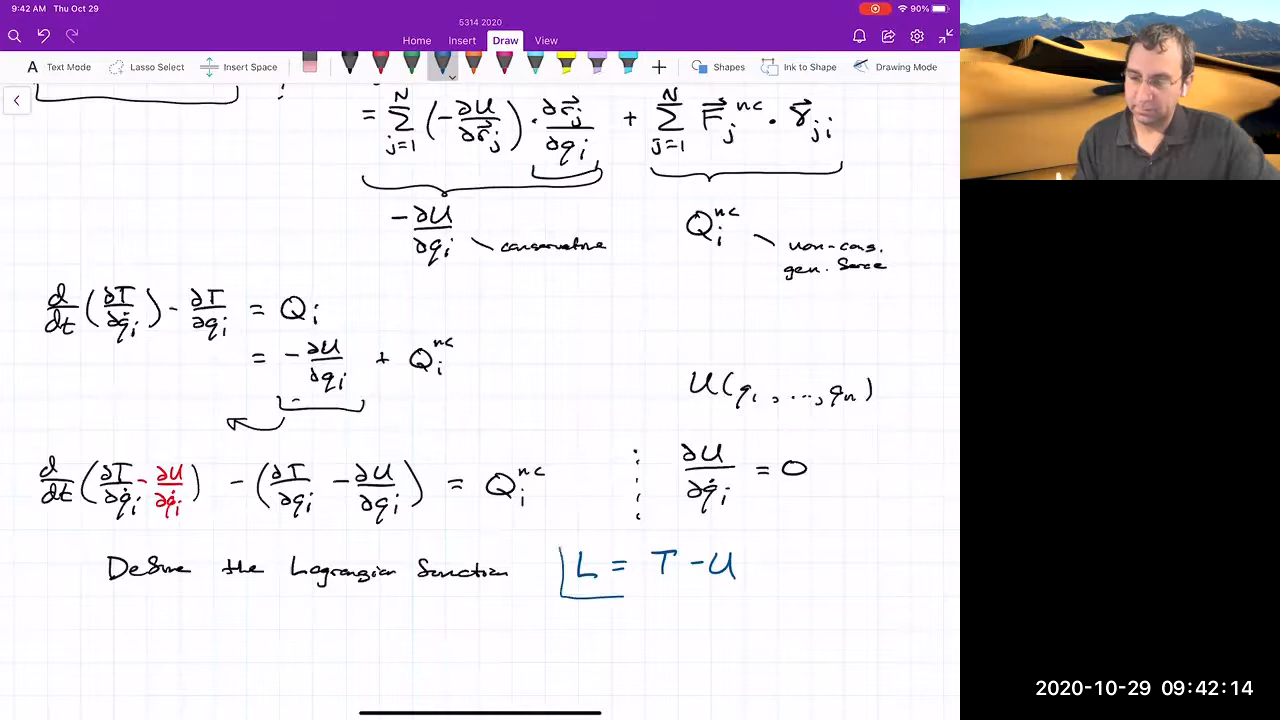 9:42 AM Thu Oct 29
90%
5314 2020
Home Insert Draw View
Text Mode Lasso Select Insert Space Shapes Ink to Shape Drawing Mode
= ∑_{j=1}^{N} (-∂U/∂r⃗_j) · ∂r⃗_j/∂q_i + ∑_{j=1}^{N} F⃗_j^{nc} · γ⃗_{ji}
-∂U/∂q_i conservative Q_i^{nc} non-cons.
gen. force
d/dt (∂T/∂q̇_i) - ∂T/∂q_i = Q_i
= -∂U/∂q_i + Q_i^{nc}
U(q_1, ..., q_n)
d/dt (∂T/∂q̇_i - ∂U/∂q̇_i) - (∂T/∂q_i - ∂U/∂q_i) = Q_i^{nc} ∂U/∂q̇_i = 0
Define the Lagrangian function L = T - U
2020-10-29 09:42:14